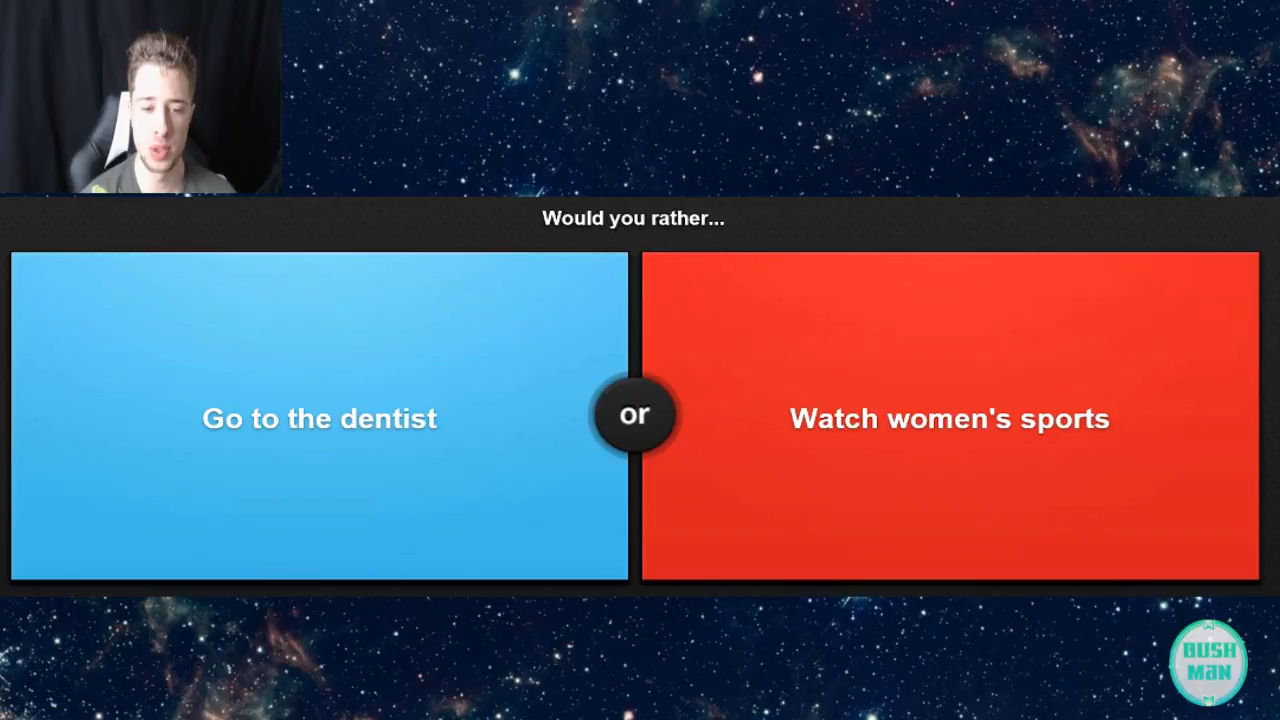 Would you rather...
Go to the dentist
or
Watch women's sports
BUSH
MAN